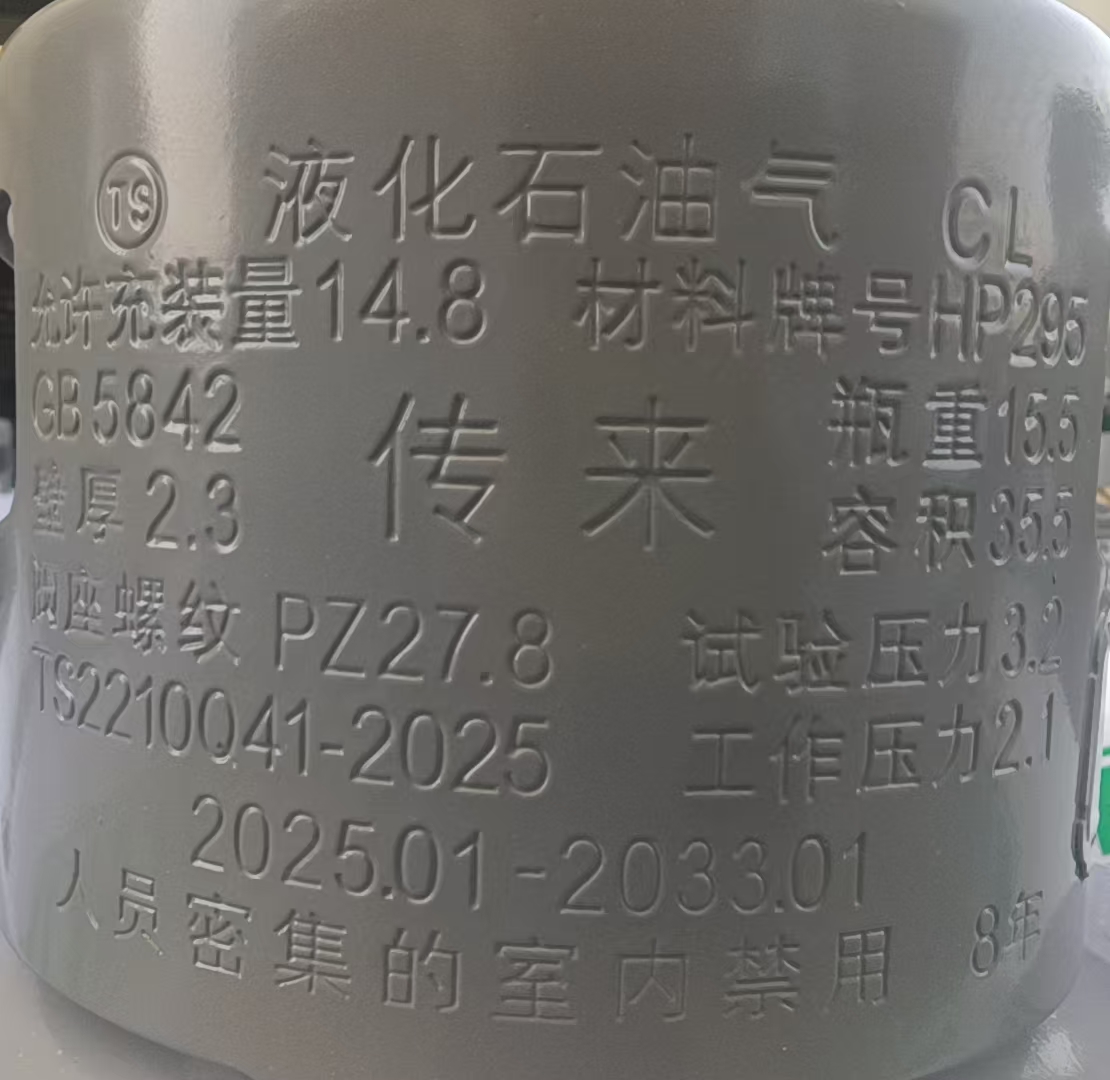 TS 液化石油气 CL
允许充装量14.8 材料牌号HP295
GB5842 传来 瓶重15.5
壁厚2.3 容积35.5
阀座螺纹 PZ27.8 试验压力3.2
TS2210041-2025 工作压力2.1
2025.01-2033.01
人员密集的室内禁用 8年